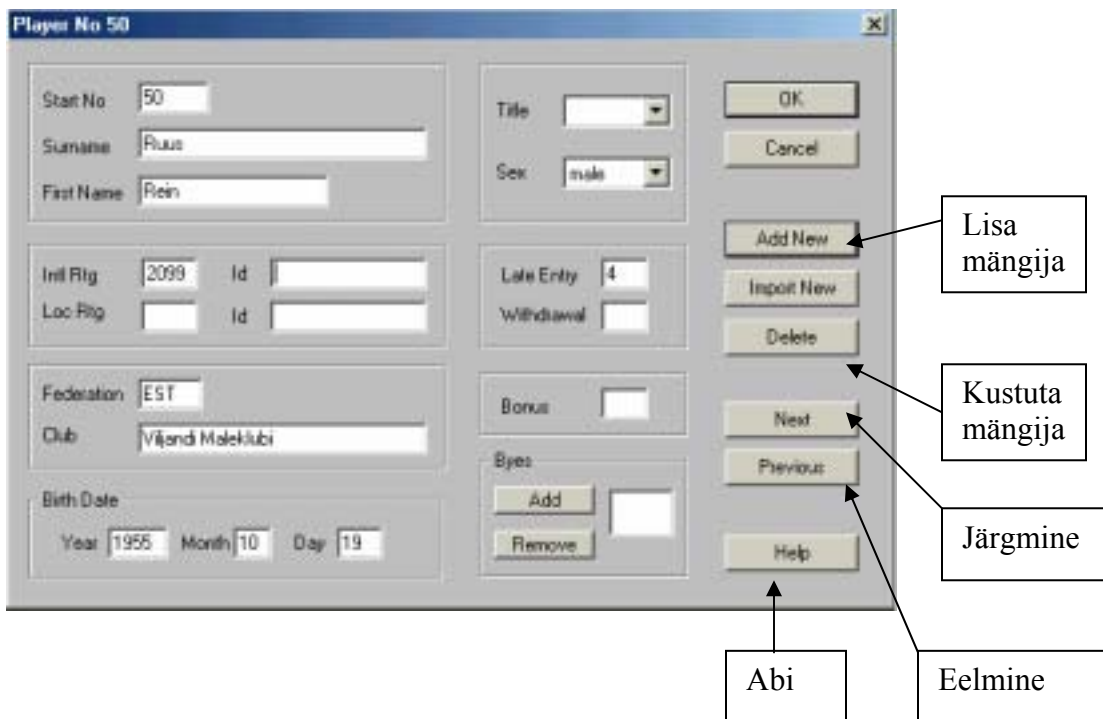 Player No 50
Start No 50
Surname Ruus
First Name Rein
Title
Sex male
OK
Cancel
Intl Rtg 2099 Id
Loc Rtg Id
Late Entry 4
Withdrawal
Add New
Import New
Delete
Federation EST
Club Viljandi Maleklubi
Bonus
Next
Previous
Byes
Add
Remove
Birth Date
Year 1955 Month 10 Day 19
Help
Lisa
mängija
Kustuta
mängija
Järgmine
Abi
Eelmine